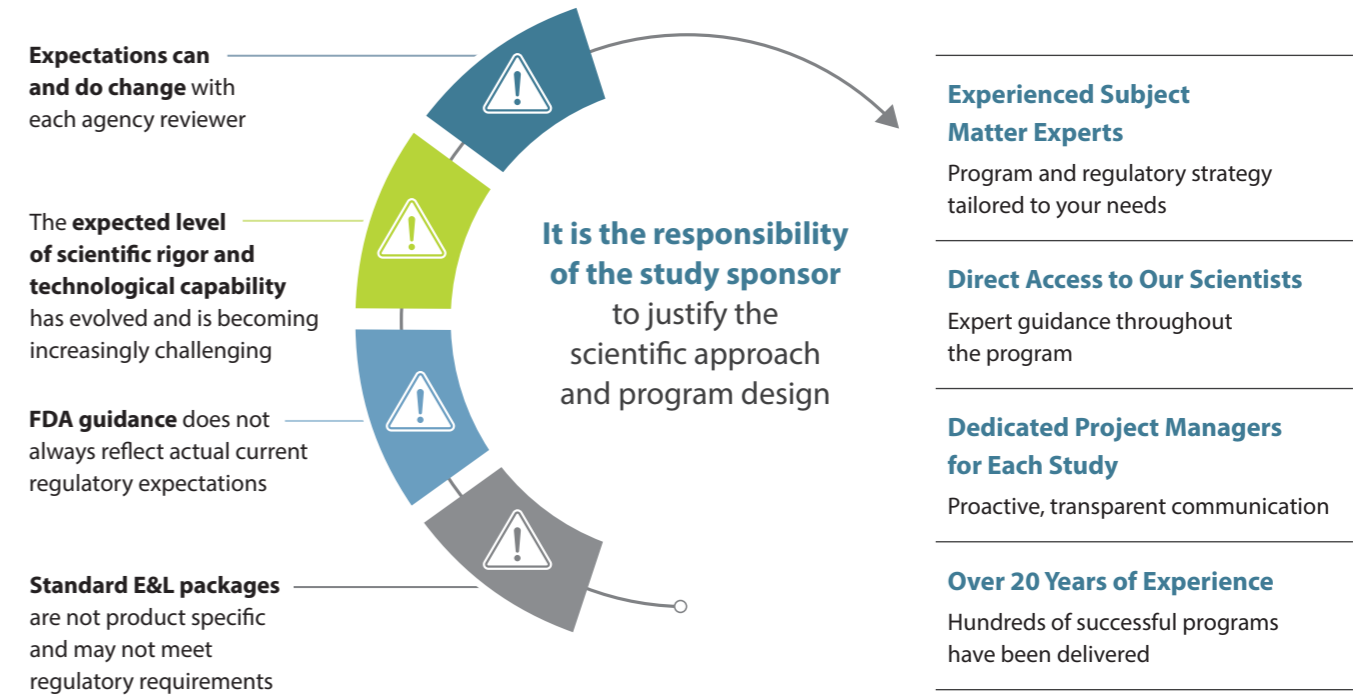 Expectations can
and do change with
each agency reviewer
The expected level
of scientific rigor and
technological capability
has evolved and is becoming
increasingly challenging
FDA guidance does not
always reflect actual current
regulatory expectations
Standard E&L packages
are not product specific
and may not meet
regulatory requirements
It is the responsibility
of the study sponsor
to justify the
scientific approach
and program design
Experienced Subject
Matter Experts
Program and regulatory strategy
tailored to your needs
Direct Access to Our Scientists
Expert guidance throughout
the program
Dedicated Project Managers
for Each Study
Proactive, transparent communication
Over 20 Years of Experience
Hundreds of successful programs
have been delivered